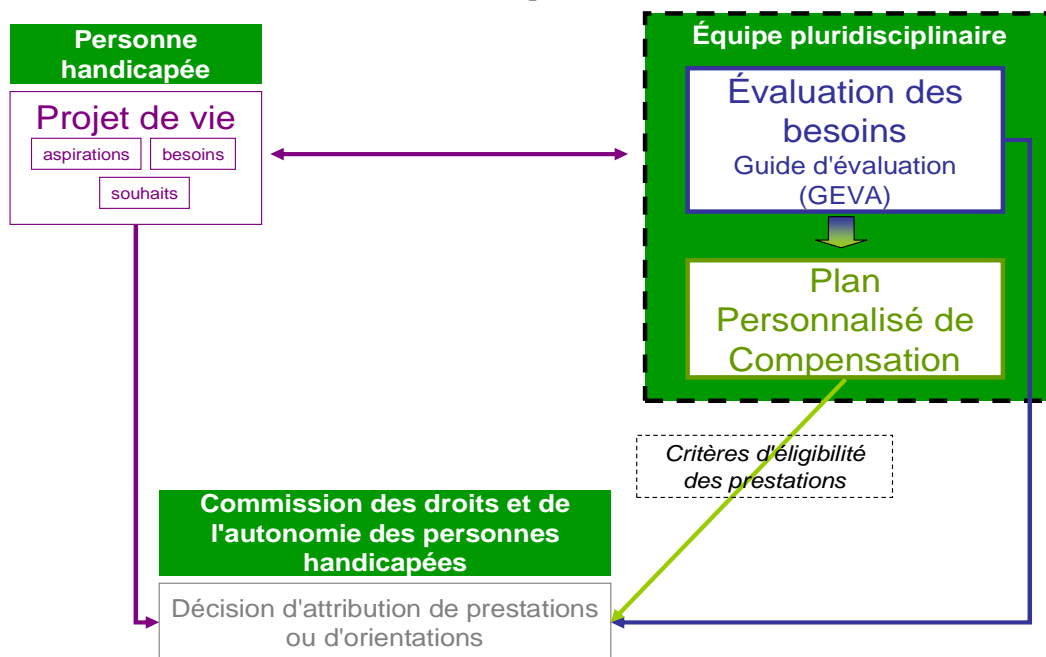 Personne
handicapée
Projet de vie
aspirations
besoins
souhaits
Équipe pluridisciplinaire
Évaluation des
besoins
Guide d'évaluation
(GEVA)
Plan
Personnalisé de
Compensation
Critères d'éligibilité
des prestations
Commission des droits et de
l'autonomie des personnes
handicapées
Décision d'attribution de prestations
ou d'orientations